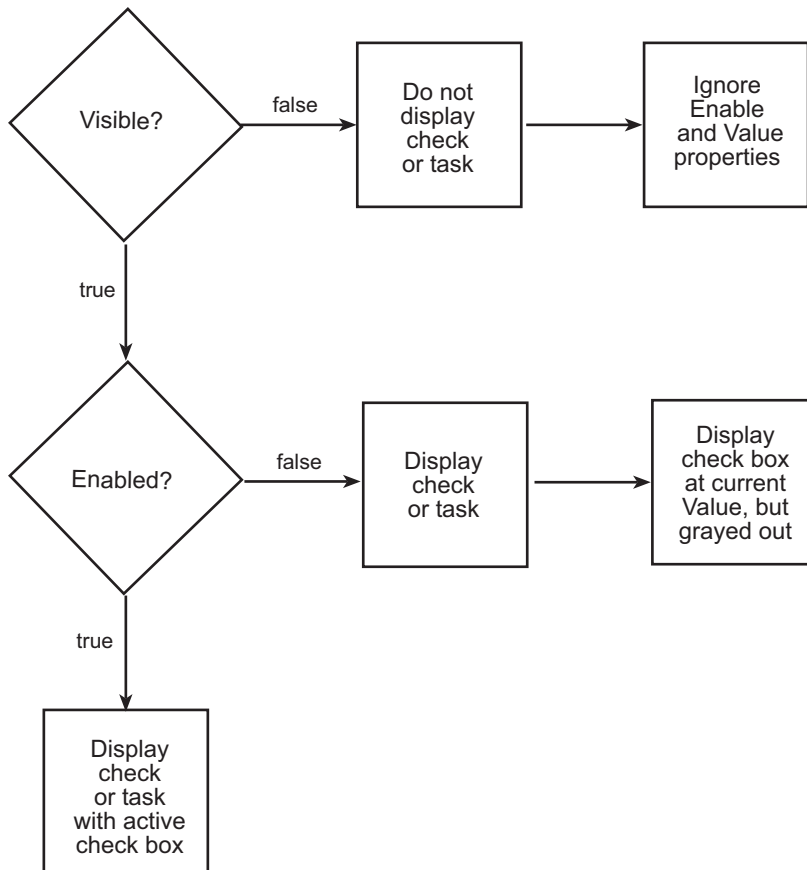 Visible?
false
Do not
display
check
or task
Ignore
Enable
and Value
properties
true
Enabled?
false
Display
check
or task
Display
check box
at current
Value, but
grayed out
true
Display
check
or task
with active
check box